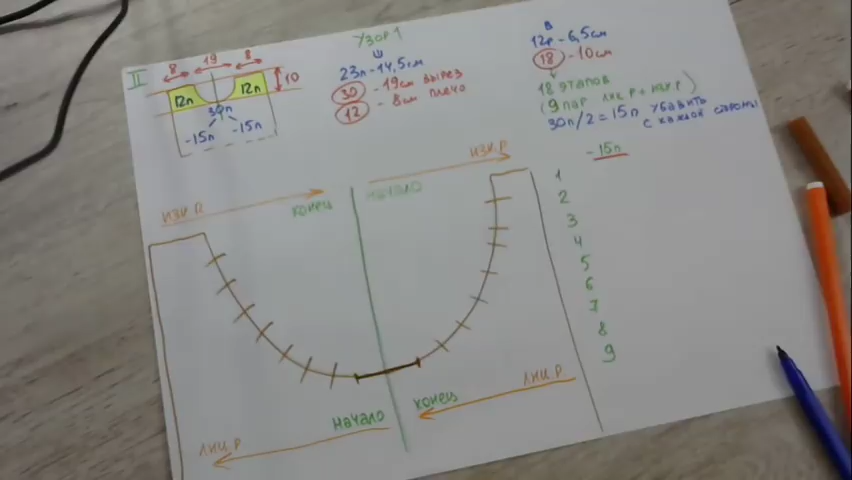 II
8 19 8
10
12п 12п
30п
-15п -15п
УЗОР 1
23п - 14,5см
30 - 19см вырез
12 - 8см плечо
В
12р - 6,5см
18 - 10см
18 этапов
(9 пар лиц.р + изн.р)
30п/2 = 15п убавить
с каждой стороны
-15п
1
2
3
4
5
6
7
8
9
изн.р
изн.р
конец
начало
лиц.р
начало
конец
лиц.р